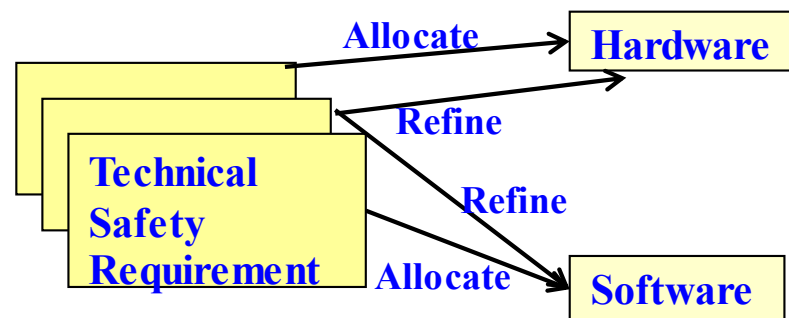 Allocate
Hardware
Refine
Technical
Safety
Requirement
Refine
Allocate
Software